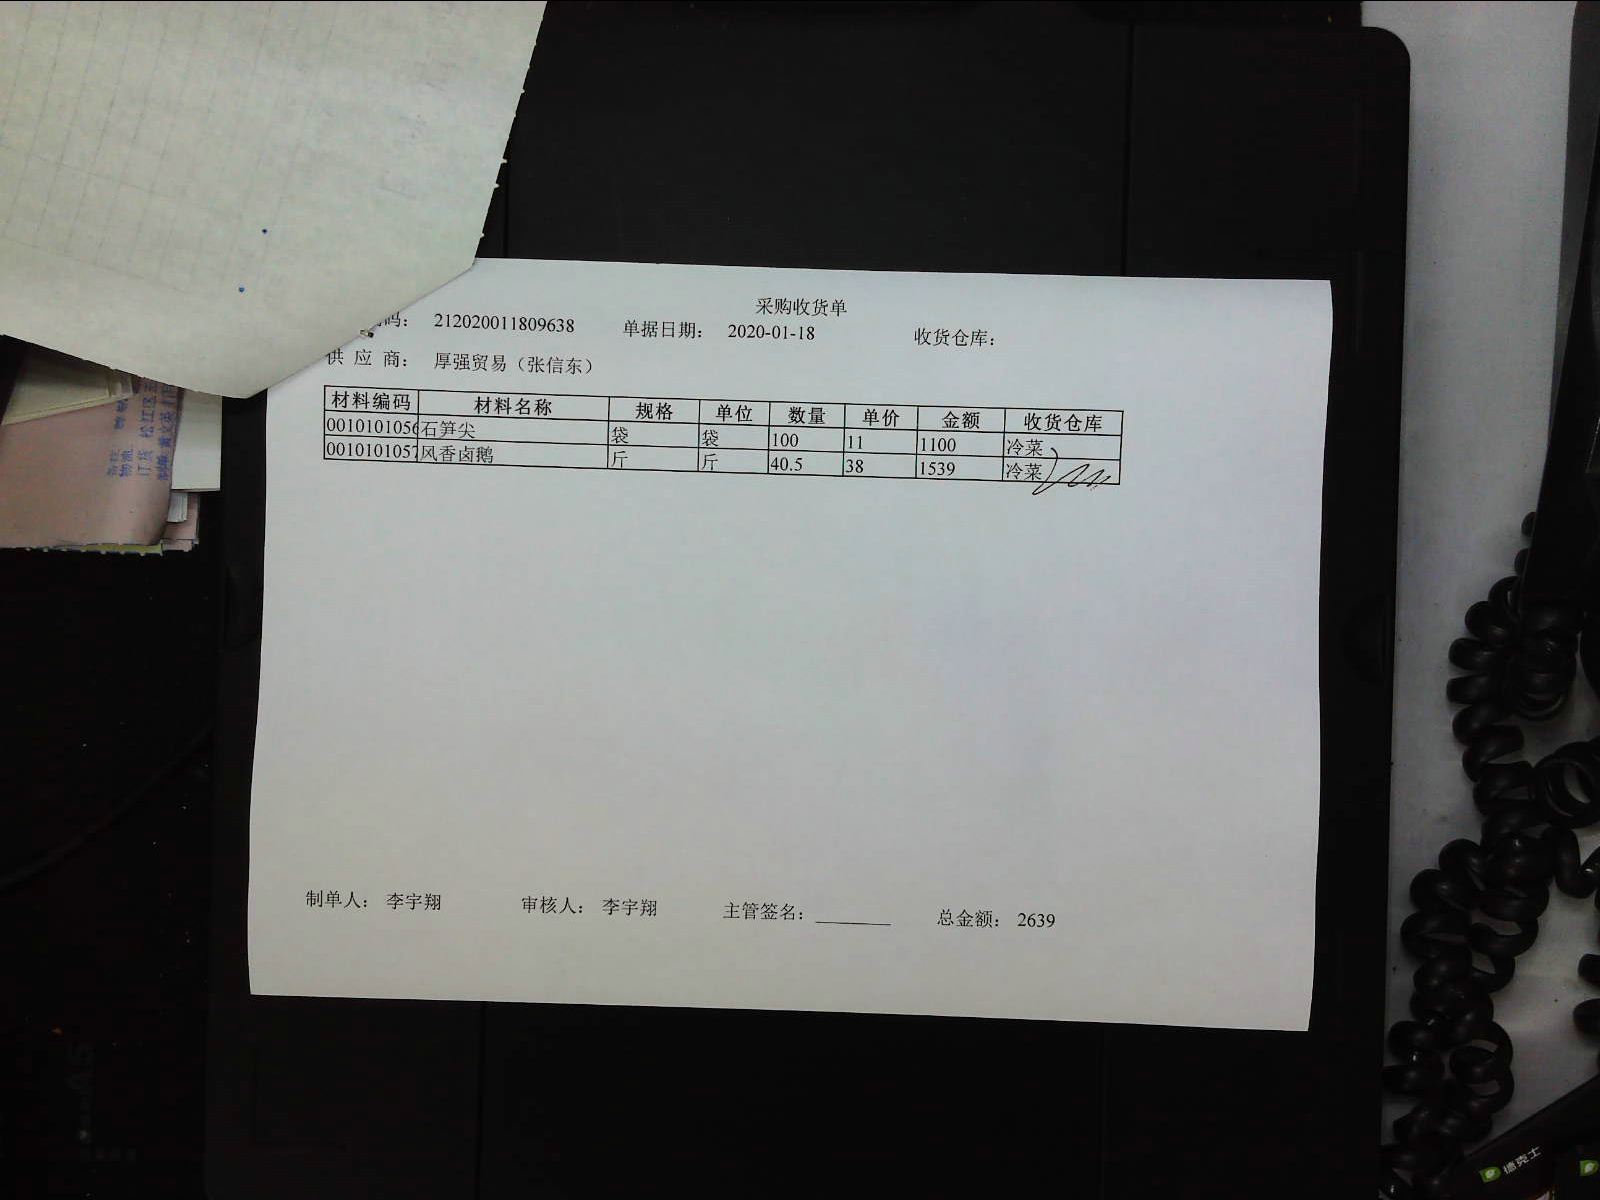 采购收货单
码： 212020011809638 单据日期： 2020-01-18 收货仓库：
供 应 商： 厚强贸易（张信东）
材料编码 材料名称 规格 单位 数量 单价 金额 收货仓库
0010101056 石笋尖 袋 袋 100 11 1100 冷菜
0010101057 风香卤鹅 斤 斤 40.5 38 1539 冷菜
制单人： 李宇翔 审核人： 李宇翔 主管签名： 总金额： 2639
德克士